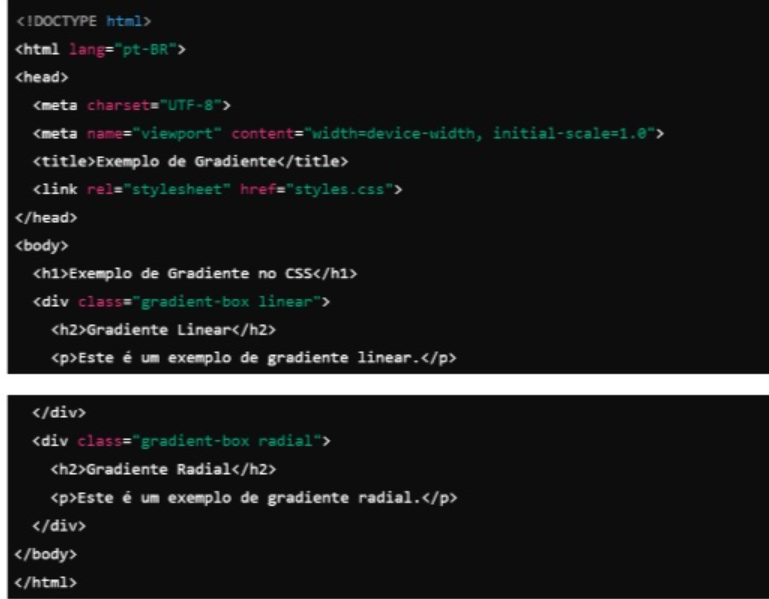 <!DOCTYPE html>
<html lang="pt-BR">
<head>
<meta charset="UTF-8">
<meta name="viewport" content="width=device-width, initial-scale=1.0">
<title>Exemplo de Gradiente</title>
<link rel="stylesheet" href="styles.css">
</head>
<body>
<h1>Exemplo de Gradiente no CSS</h1>
<div class="gradient-box linear">
<h2>Gradiente Linear</h2>
<p>Este é um exemplo de gradiente linear.</p>
</div>
<div class="gradient-box radial">
<h2>Gradiente Radial</h2>
<p>Este é um exemplo de gradiente radial.</p>
</div>
</body>
</html>